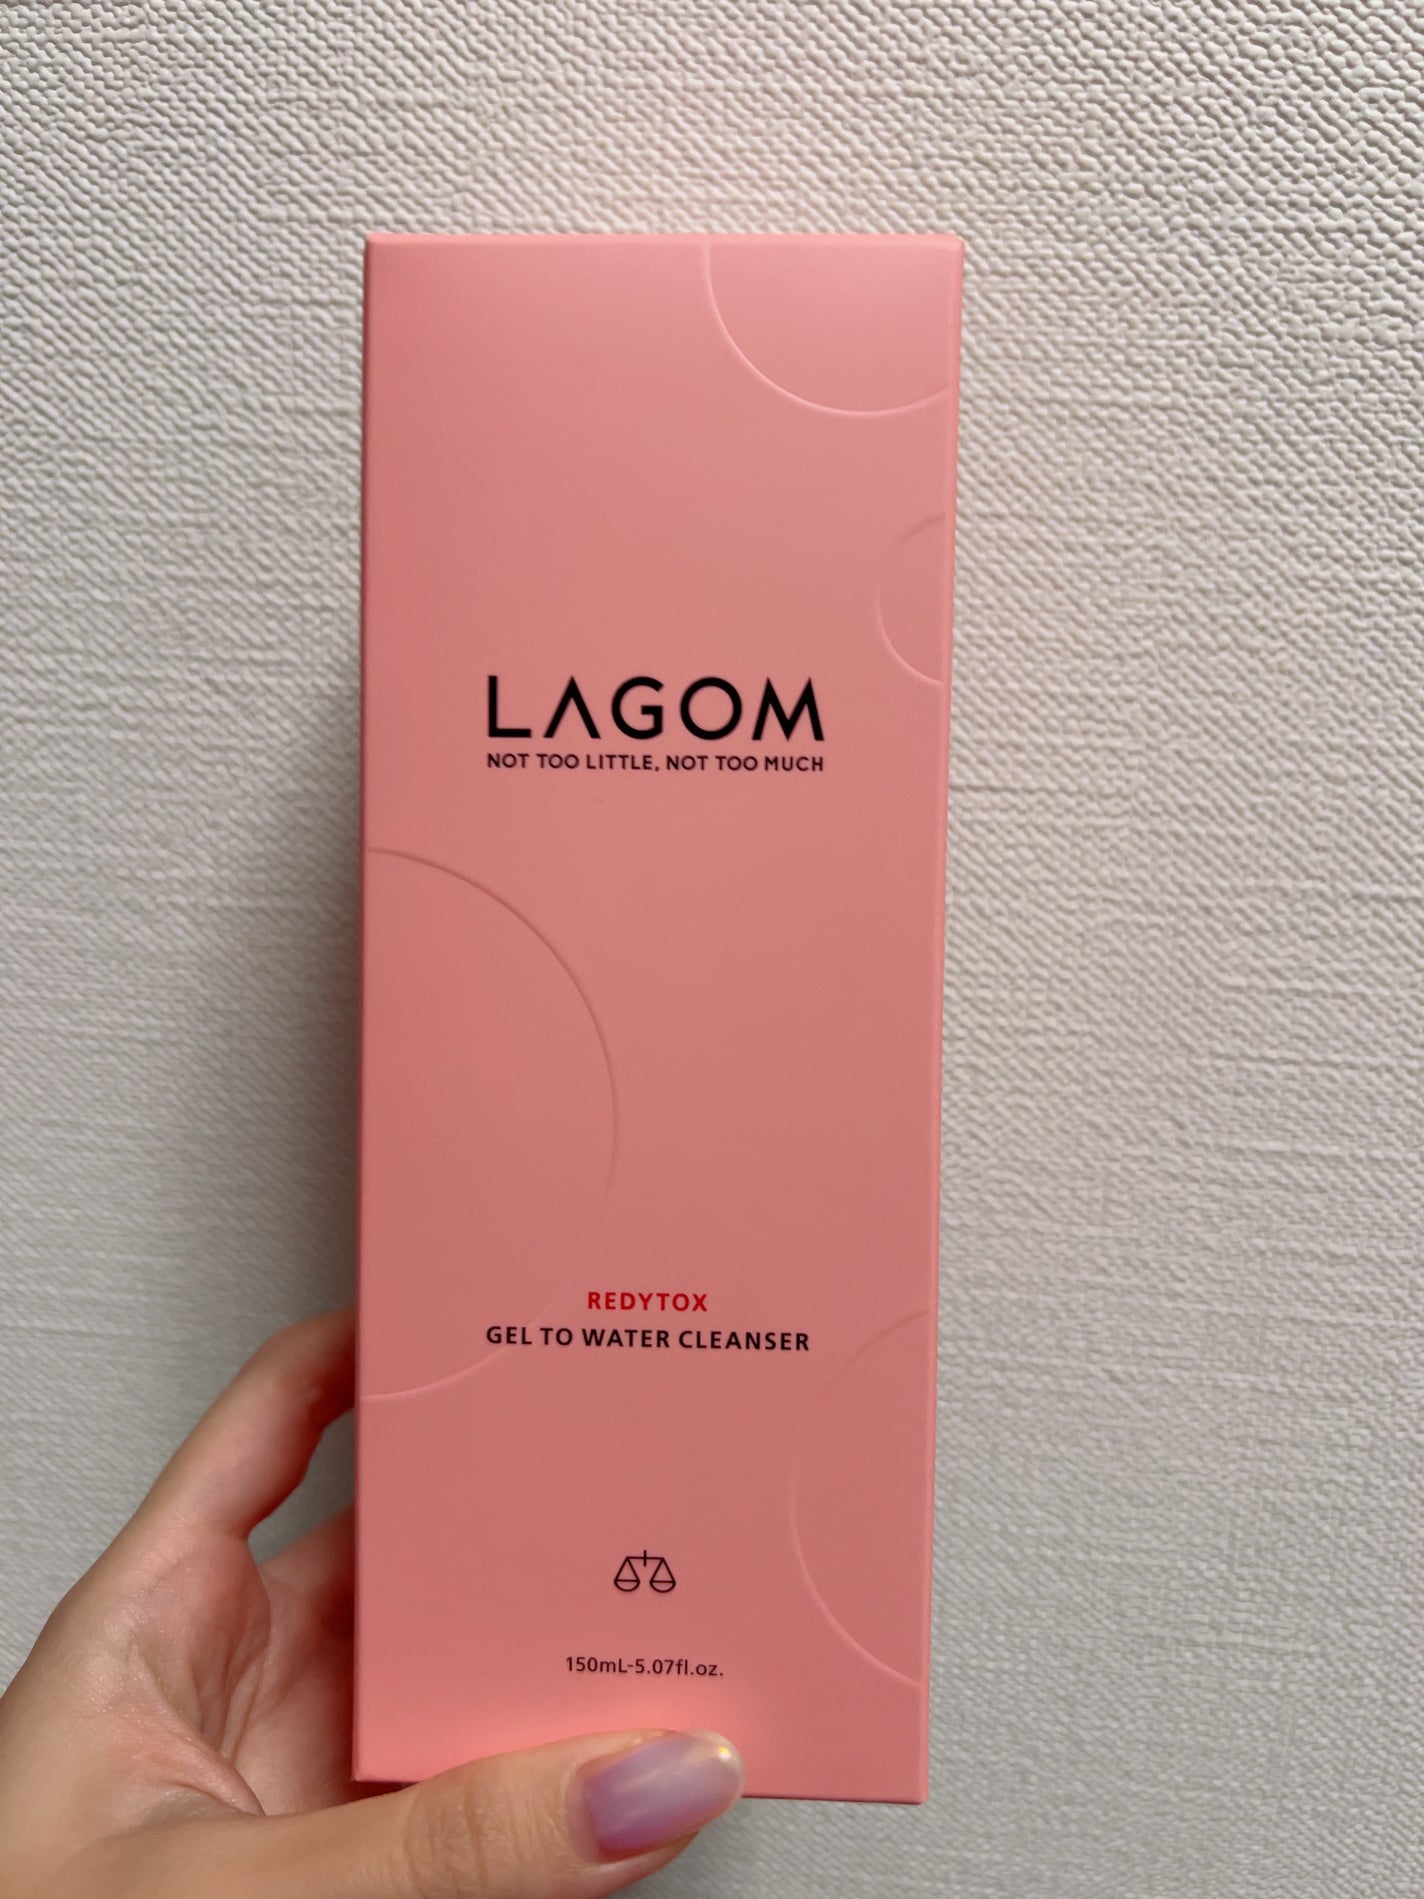 LAGOM
NOT TOO LITTLE, NOT TOO MUCH
REDYTOX
GEL TO WATER CLEANSER
150mL-5.07fl.oz.